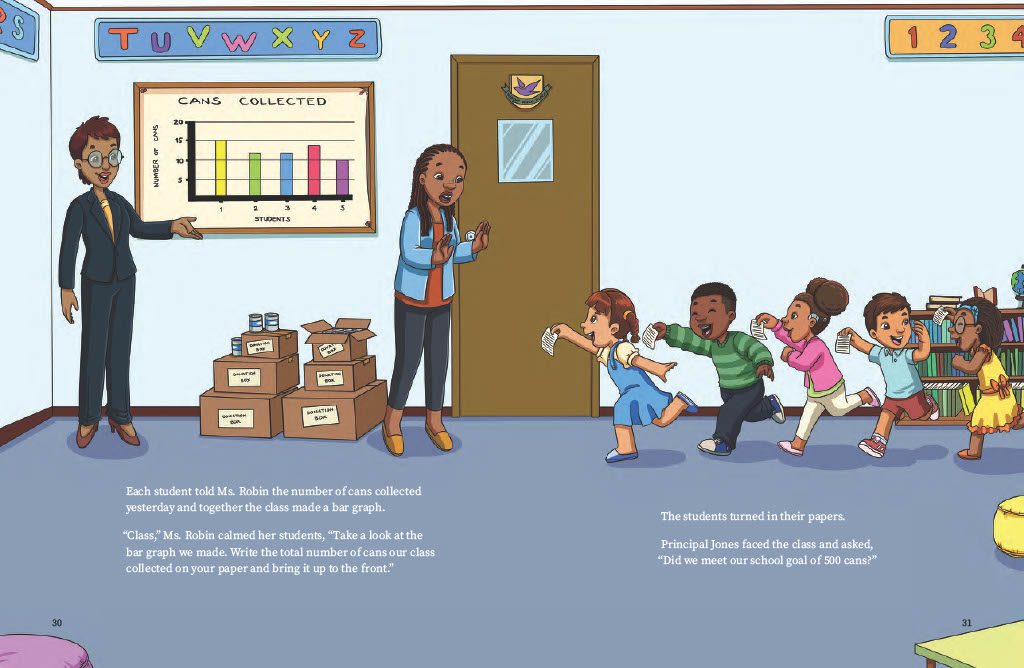 R S
T U V W X Y Z
1 2 3 4
CANS COLLECTED
NUMBER OF CANS
20
15
10
5
1 2 3 4 5
STUDENTS
DONATION
BOX
DONATION
BOX
DONATION
BOX
DONATION
BOX
DONATION
BOX
Each student told Ms. Robin the number of cans collected
yesterday and together the class made a bar graph.
“Class,” Ms. Robin calmed her students, “Take a look at the
bar graph we made. Write the total number of cans our class
collected on your paper and bring it up to the front.”
The students turned in their papers.
Principal Jones faced the class and asked,
“Did we meet our school goal of 500 cans?”
30
31